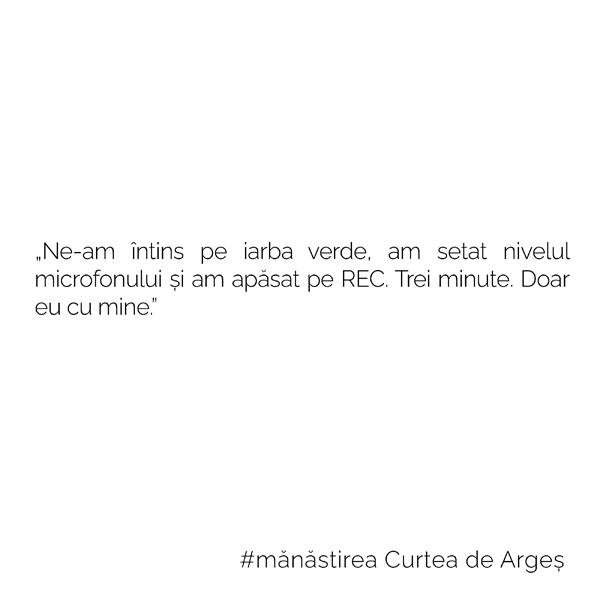 „Ne-am întins pe iarba verde, am setat nivelul
microfonului și am apăsat pe REC. Trei minute. Doar
eu cu mine.”
#mănăstirea Curtea de Argeș